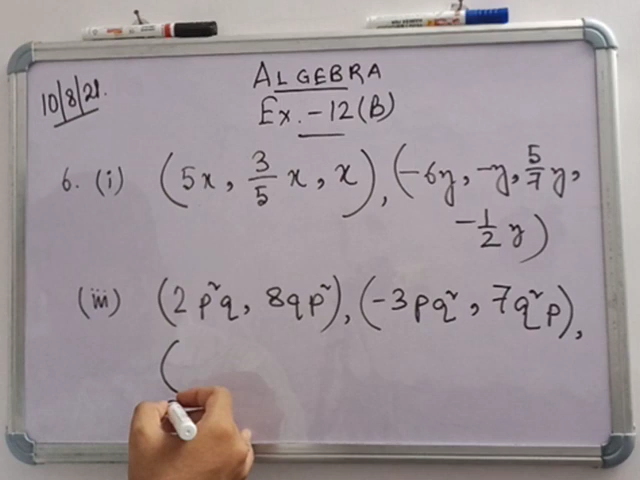 ALGEBRA
10/8/21.
Ex. - 12(B)
6. (i) (5x, 3/5 x, x), (-6y, -y, 5/7 y,
-1/2 y)
(iii) (2p²q, 8qp²), (-3pq², 7q²p),
(